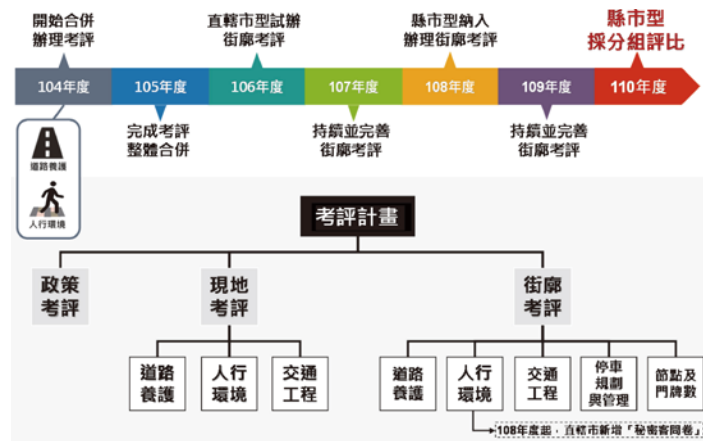 開始合併
辦理考評
直轄市型試辦
街廓考評
縣市型納入
辦理街廓考評
縣市型
採分組評比
104年度
105年度
106年度
107年度
108年度
109年度
110年度
完成考評
整體合併
持續並完善
街廓考評
持續並完善
街廓考評
道路養護
人行環境
考評計畫
政策
考評
現地
考評
街廓
考評
道路
養護
人行
環境
交通
工程
道路
養護
人行
環境
交通
工程
停車
規劃
與管理
節點及
門牌數
108年度起，直轄市新增「秘密客問卷」